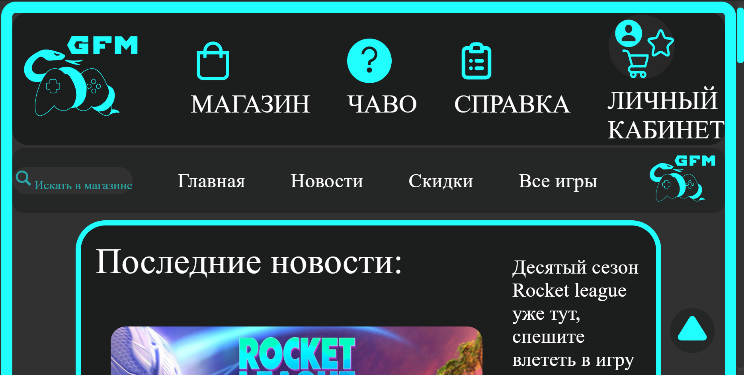 GFM
МАГАЗИН
ЧАВО
СПРАВКА
ЛИЧНЫЙ
КАБИНЕТ
Искать в магазине
Главная
Новости
Скидки
Все игры
GFM
Последние новости:
Десятый сезон
Rocket league
уже тут,
спешите
влететь в игру
ROCKET
LEAGUE